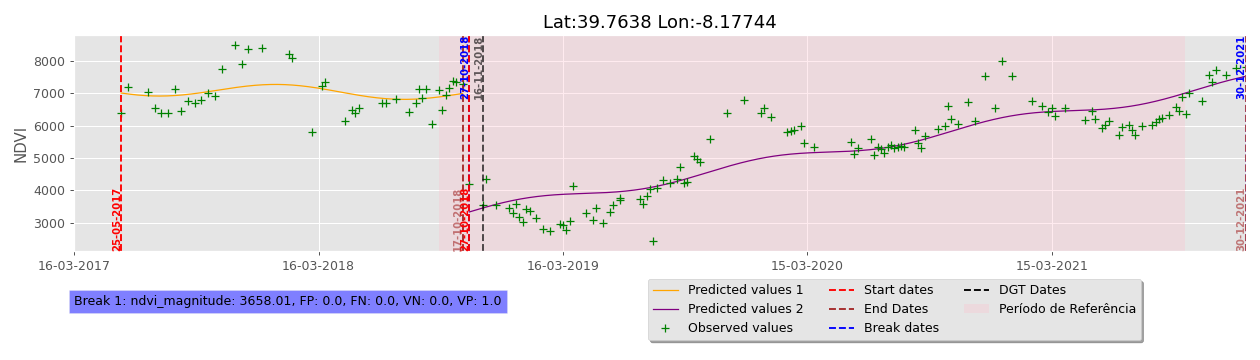 Lat:39.7638 Lon:-8.17744
NDVI
8000
7000
6000
5000
4000
3000
25-05-2017
17-10-2018
27-10-2018
27-10-2018
16-11-2018
30-12-2021
30-12-2021
16-03-2017
16-03-2018
16-03-2019
15-03-2020
15-03-2021
Break 1: ndvi_magnitude: 3658.01, FP: 0.0, FN: 0.0, VN: 0.0, VP: 1.0
Predicted values 1
Predicted values 2
Observed values
Start dates
End Dates
Break dates
DGT Dates
Período de Referência